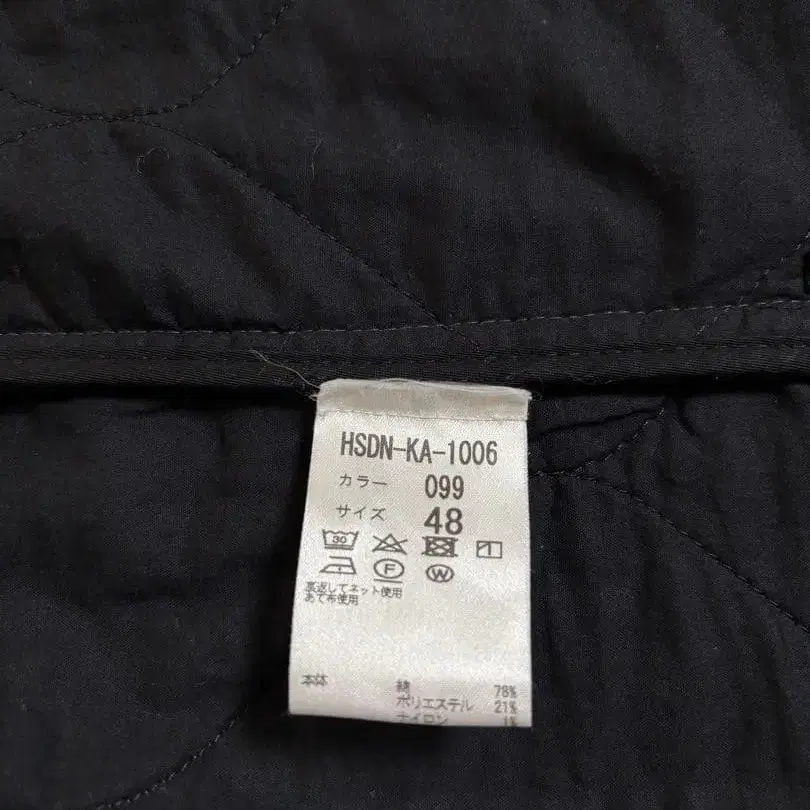 HSDN-KA-1006
カラー 099
サイズ 48
30
F W
裏返してネット使用
あて布使用
本体 綿 78%
ポリエステル 21%
ナイロン 1%